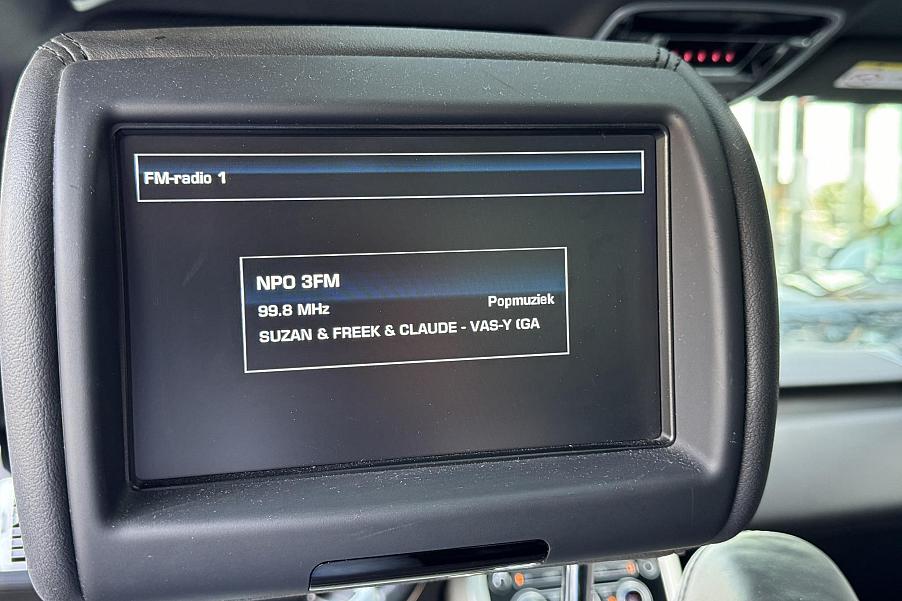 FM-radio 1
NPO 3FM
99.8 MHz Popmuziek
SUZAN & FREEK & CLAUDE - VAS-Y (GA